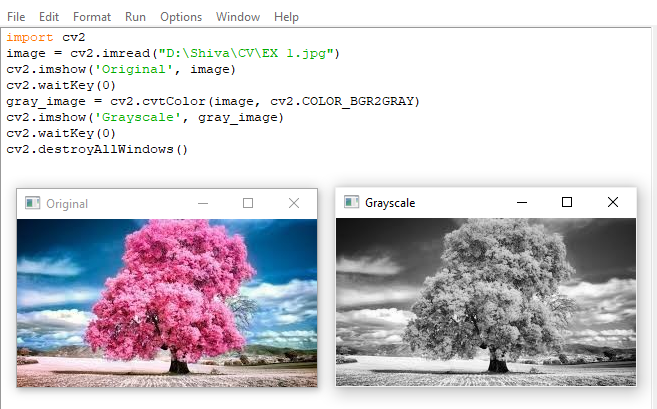 File Edit Format Run Options Window Help
import cv2
image = cv2.imread("D:\Shiva\CV\EX 1.jpg")
cv2.imshow('Original', image)
cv2.waitKey(0)
gray_image = cv2.cvtColor(image, cv2.COLOR_BGR2GRAY)
cv2.imshow('Grayscale', gray_image)
cv2.waitKey(0)
cv2.destroyAllWindows()
Original
Grayscale